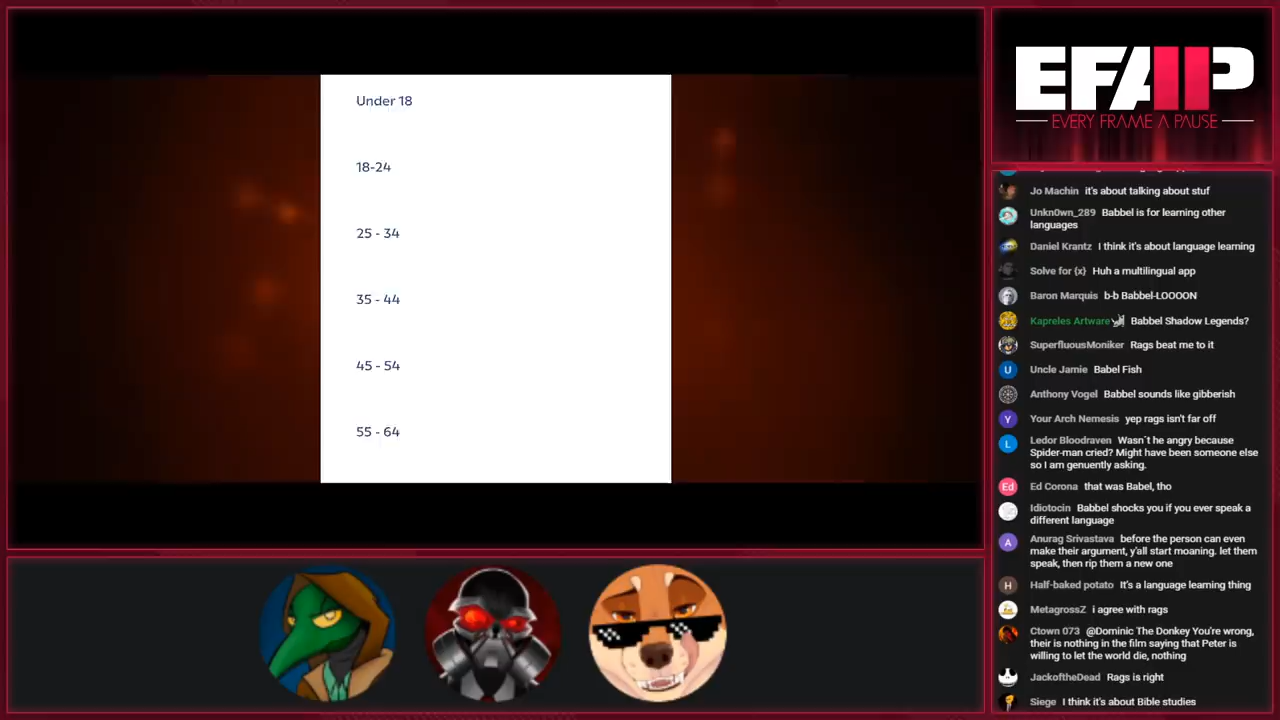 Under 18
18-24
25 - 34
35 - 44
45 - 54
55 - 64
EFAP
EVERY FRAME A PAUSE
Jo Machin it's about talking about stuf
Unkn0wn_289 Babbel is for learning other
languages
Daniel Krantz I think it's about language learning
Solve for {x} Huh a multilingual app
Baron Marquis b-b Babbel-LOOOON
Kapreles Artware Babbel Shadow Legends?
SuperfluousMoniker Rags beat me to it
U Uncle Jamie Babel Fish
Anthony Vogel Babbel sounds like gibberish
Y Your Arch Nemesis yep rags isn't far off
L Ledor Bloodraven Wasn´t he angry because
Spider-man cried? Might have been someone else
so I am genuently asking.
Ed Ed Corona that was Babel, tho
Idiotocin Babbel shocks you if you ever speak a
different language
A Anurag Srivastava before the person can even
make their argument, y'all start moaning. let them
speak, then rip them a new one
H Half-baked potato It's a language learning thing
MetagrossZ i agree with rags
Ctown 073 @Dominic The Donkey You're wrong,
their is nothing in the film saying that Peter is
willing to let the world die, nothing
JackoftheDead Rags is right
Siege I think it's about Bible studies